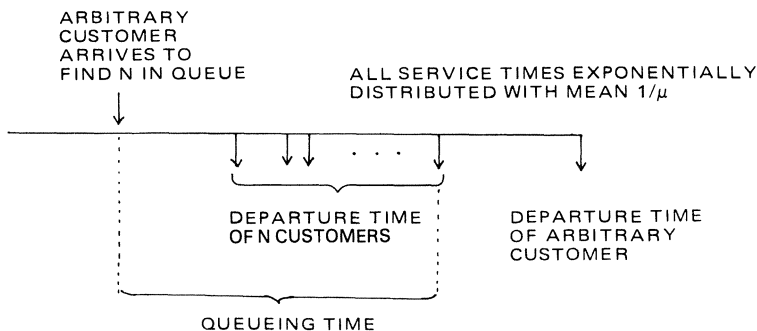 ARBITRARY
CUSTOMER
ARRIVES TO
FIND N IN QUEUE
ALL SERVICE TIMES EXPONENTIALLY
DISTRIBUTED WITH MEAN 1/μ
. . .
DEPARTURE TIME
OF N CUSTOMERS
DEPARTURE TIME
OF ARBITRARY
CUSTOMER
QUEUEING TIME